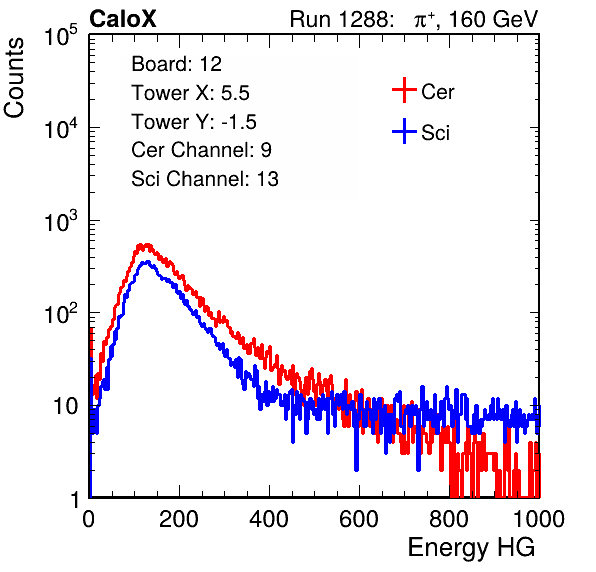 CaloX Run 1288: π⁺, 160 GeV
Counts
10⁵
10⁴
10³
10²
10
1
Board: 12
Tower X: 5.5
Tower Y: -1.5
Cer Channel: 9
Sci Channel: 13
Cer
Sci
0 200 400 600 800 1000
Energy HG